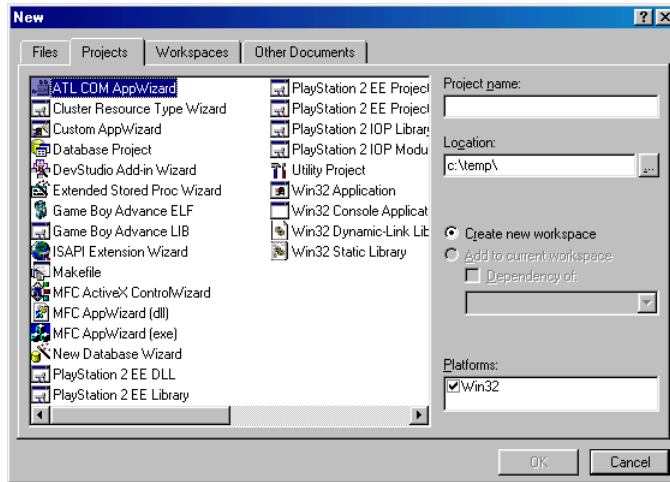 New
Files
Projects
Workspaces
Other Documents
ATL COM AppWizard
Cluster Resource Type Wizard
Custom AppWizard
Database Project
DevStudio Add-in Wizard
Extended Stored Proc Wizard
Game Boy Advance ELF
Game Boy Advance LIB
ISAPI Extension Wizard
Makefile
MFC ActiveX ControlWizard
MFC AppWizard (dll)
MFC AppWizard (exe)
New Database Wizard
PlayStation 2 EE DLL
PlayStation 2 EE Library
PlayStation 2 EE Project
PlayStation 2 EE Project
PlayStation 2 IOP Library
PlayStation 2 IOP Modu
Utility Project
Win32 Application
Win32 Console Applicat
Win32 Dynamic-Link Lib
Win32 Static Library
Project name:
Location:
c:\temp\
...
Create new workspace
Add to current workspace
Dependency of:
Platforms:
Win32
OK
Cancel